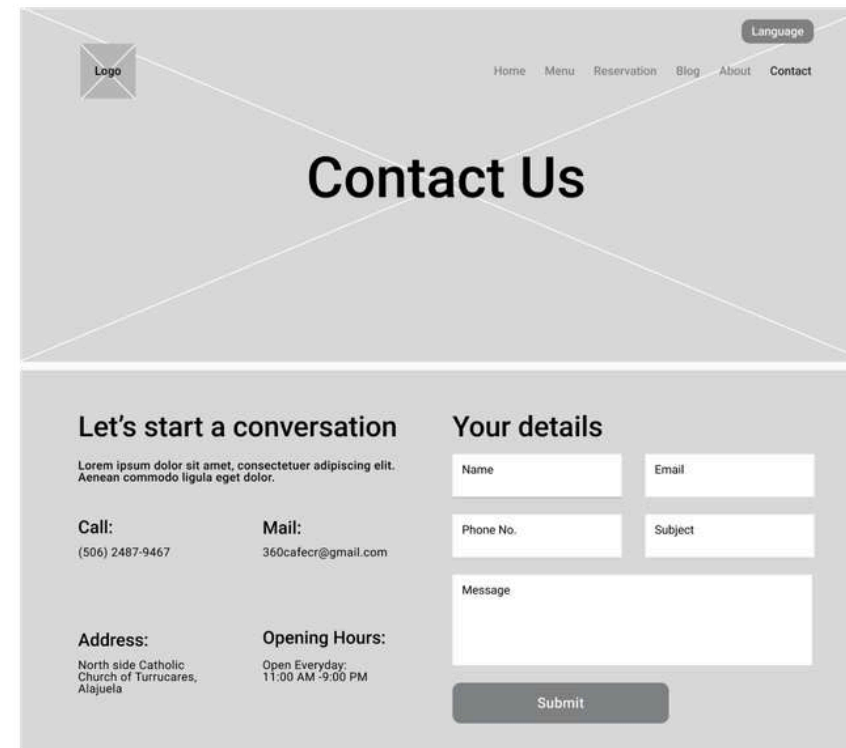 Language
Logo
Home Menu Reservation Blog About Contact
Contact Us
Let's start a conversation
Lorem ipsum dolor sit amet, consectetuer adipiscing elit.
Aenean commodo ligula eget dolor.
Call:
(506) 2487-9467
Mail:
360cafecr@gmail.com
Address:
North side Catholic
Church of Turrucares,
Alajuela
Opening Hours:
Open Everyday:
11:00 AM -9:00 PM
Your details
Name
Email
Phone No.
Subject
Message
Submit